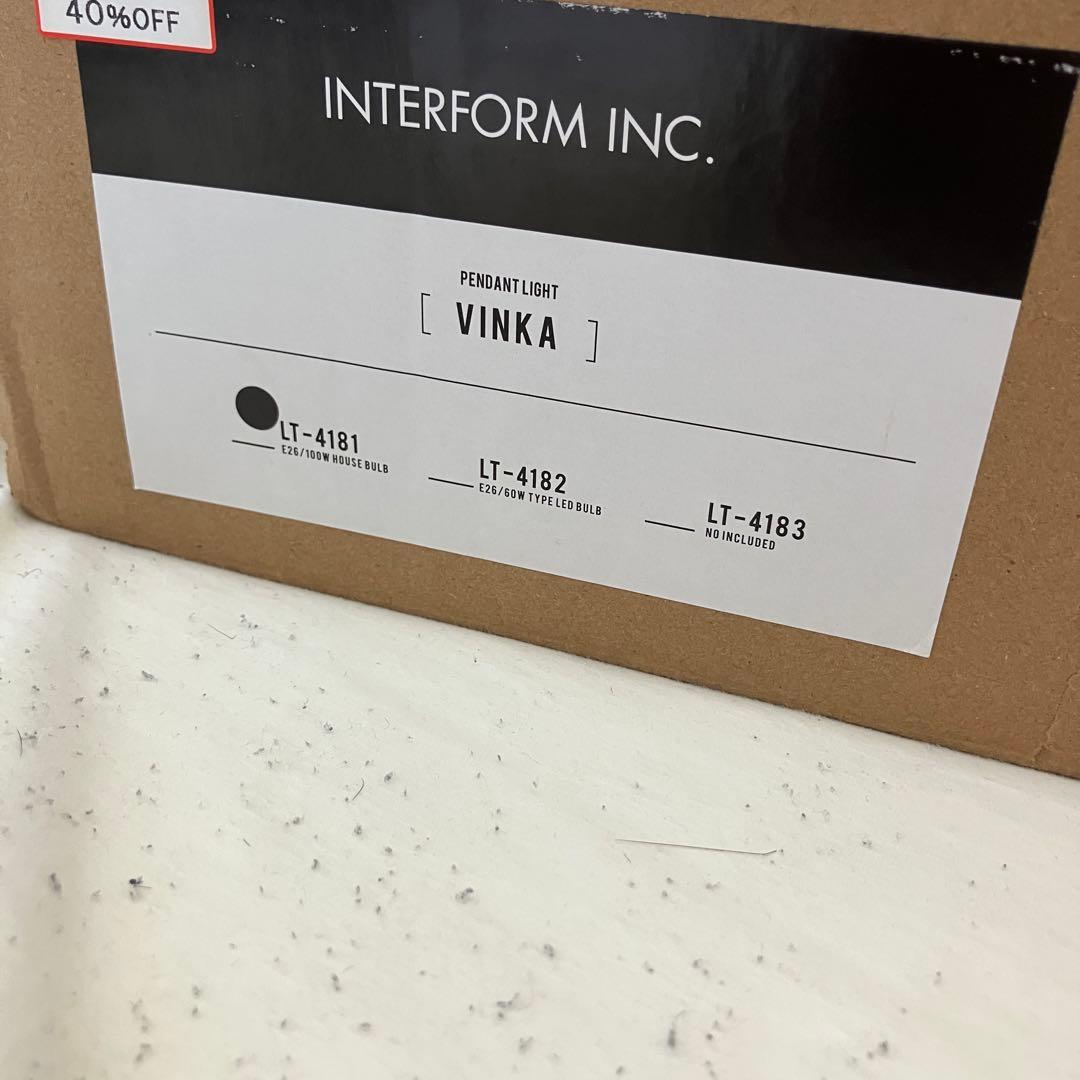 40%OFF
INTERFORM INC.
PENDANT LIGHT
[ VINKA ]
LT-4181
E26/100W HOUSE BULB
LT-4182
E26/60W TYPE LED BULB
LT-4183
NO INCLUDED